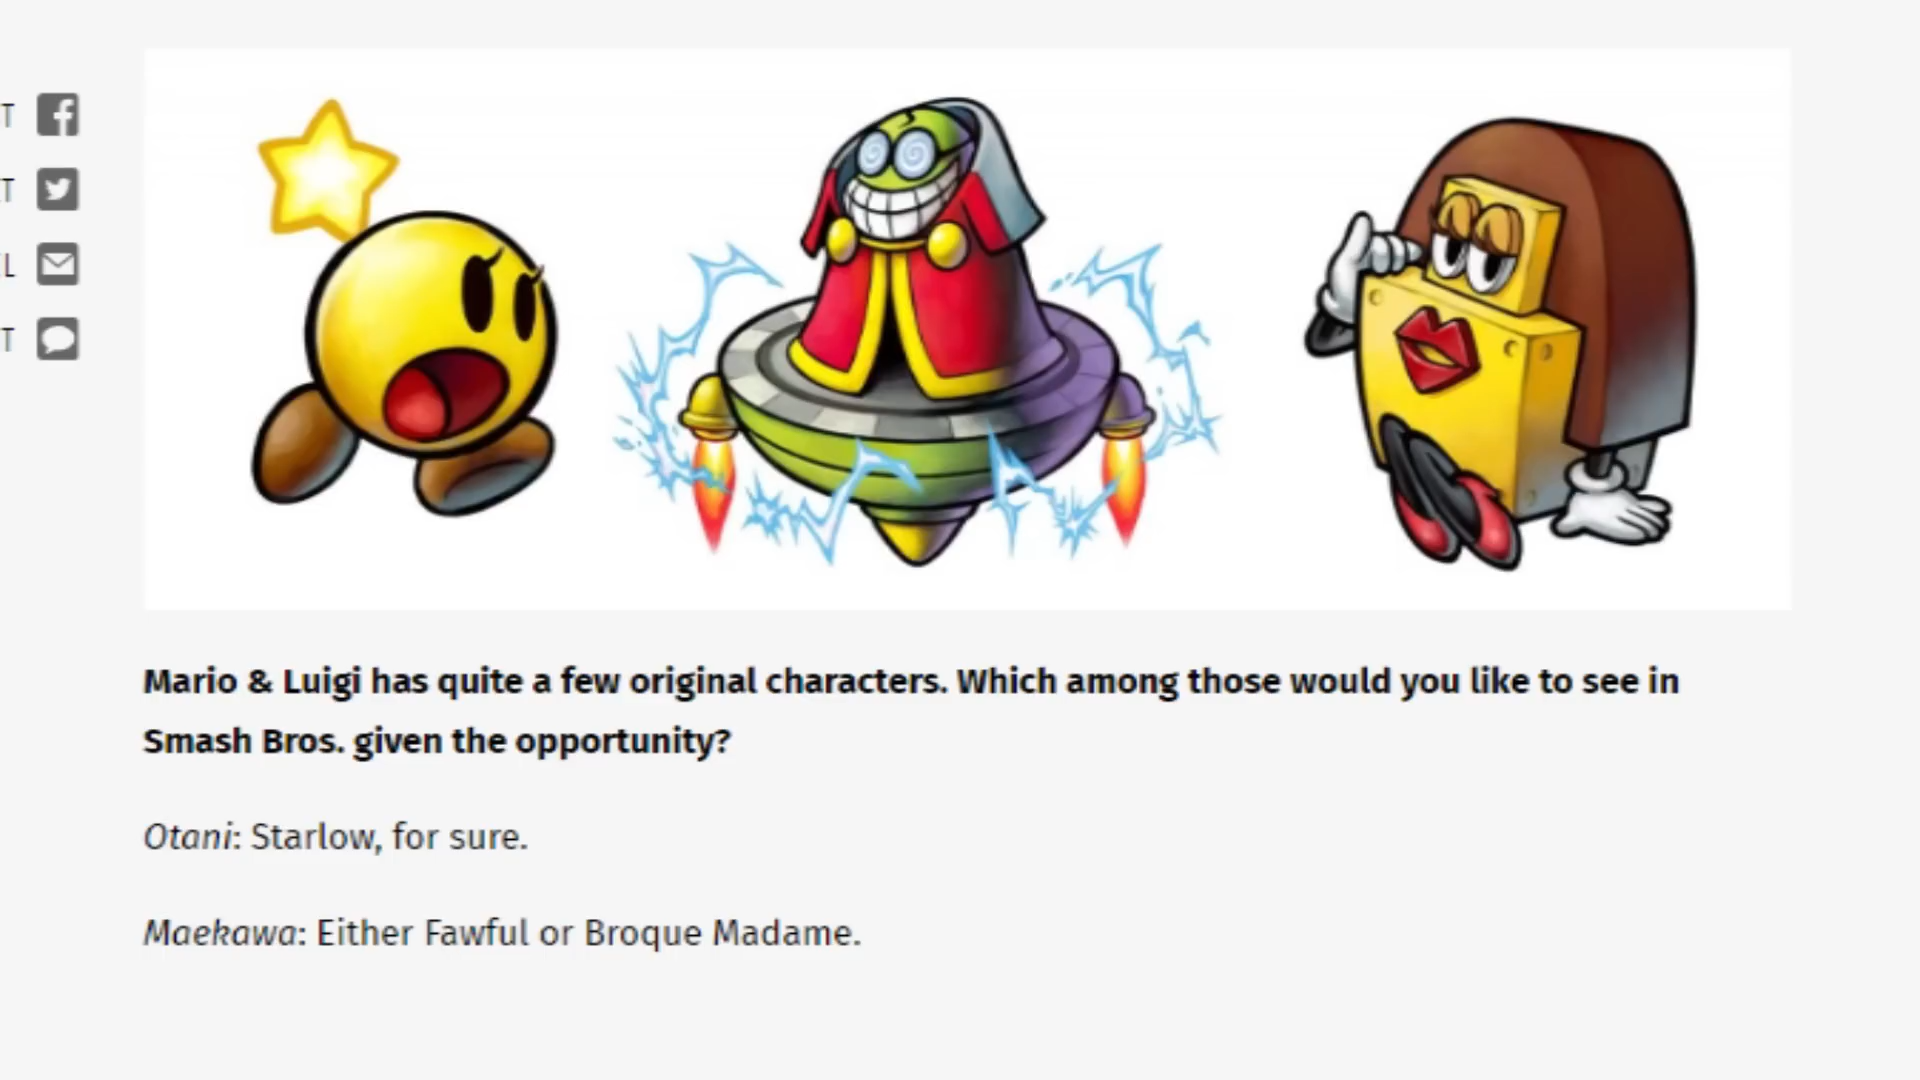 T
T
L
T
Mario & Luigi has quite a few original characters. Which among those would you like to see in
Smash Bros. given the opportunity?
Otani: Starlow, for sure.
Maekawa: Either Fawful or Broque Madame.